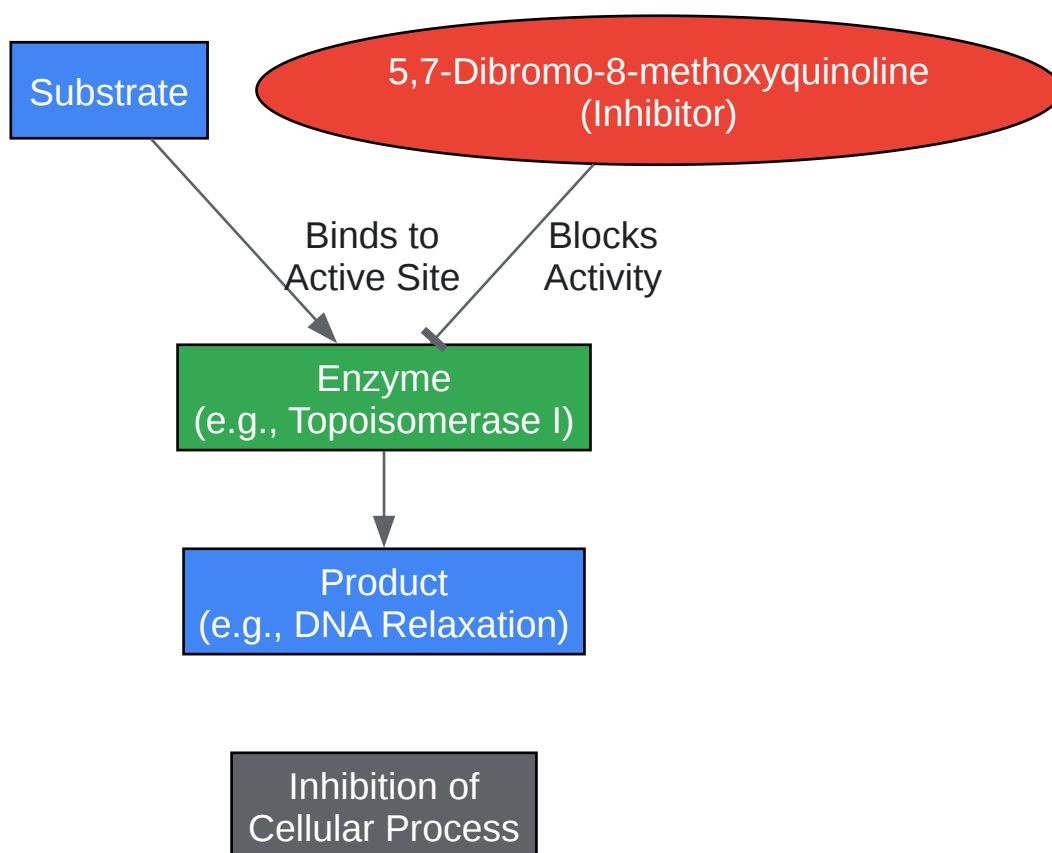 Substrate
5,7-Dibromo-8-methoxyquinoline
(Inhibitor)
Binds to
Active Site
Blocks
Activity
Enzyme
(e.g., Topoisomerase I)
Product
(e.g., DNA Relaxation)
Inhibition of
Cellular Process